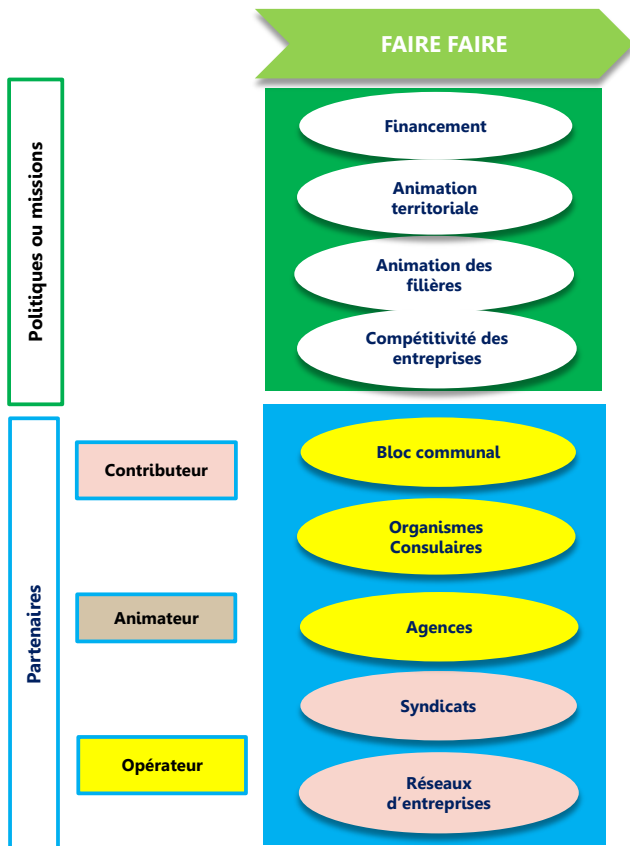 FAIRE FAIRE
Politiques ou missions
Financement
Animation
territoriale
Animation des
filières
Compétitivité des
entreprises
Partenaires
Contributeur
Animateur
Opérateur
Bloc communal
Organismes
Consulaires
Agences
Syndicats
Réseaux
d’entreprises